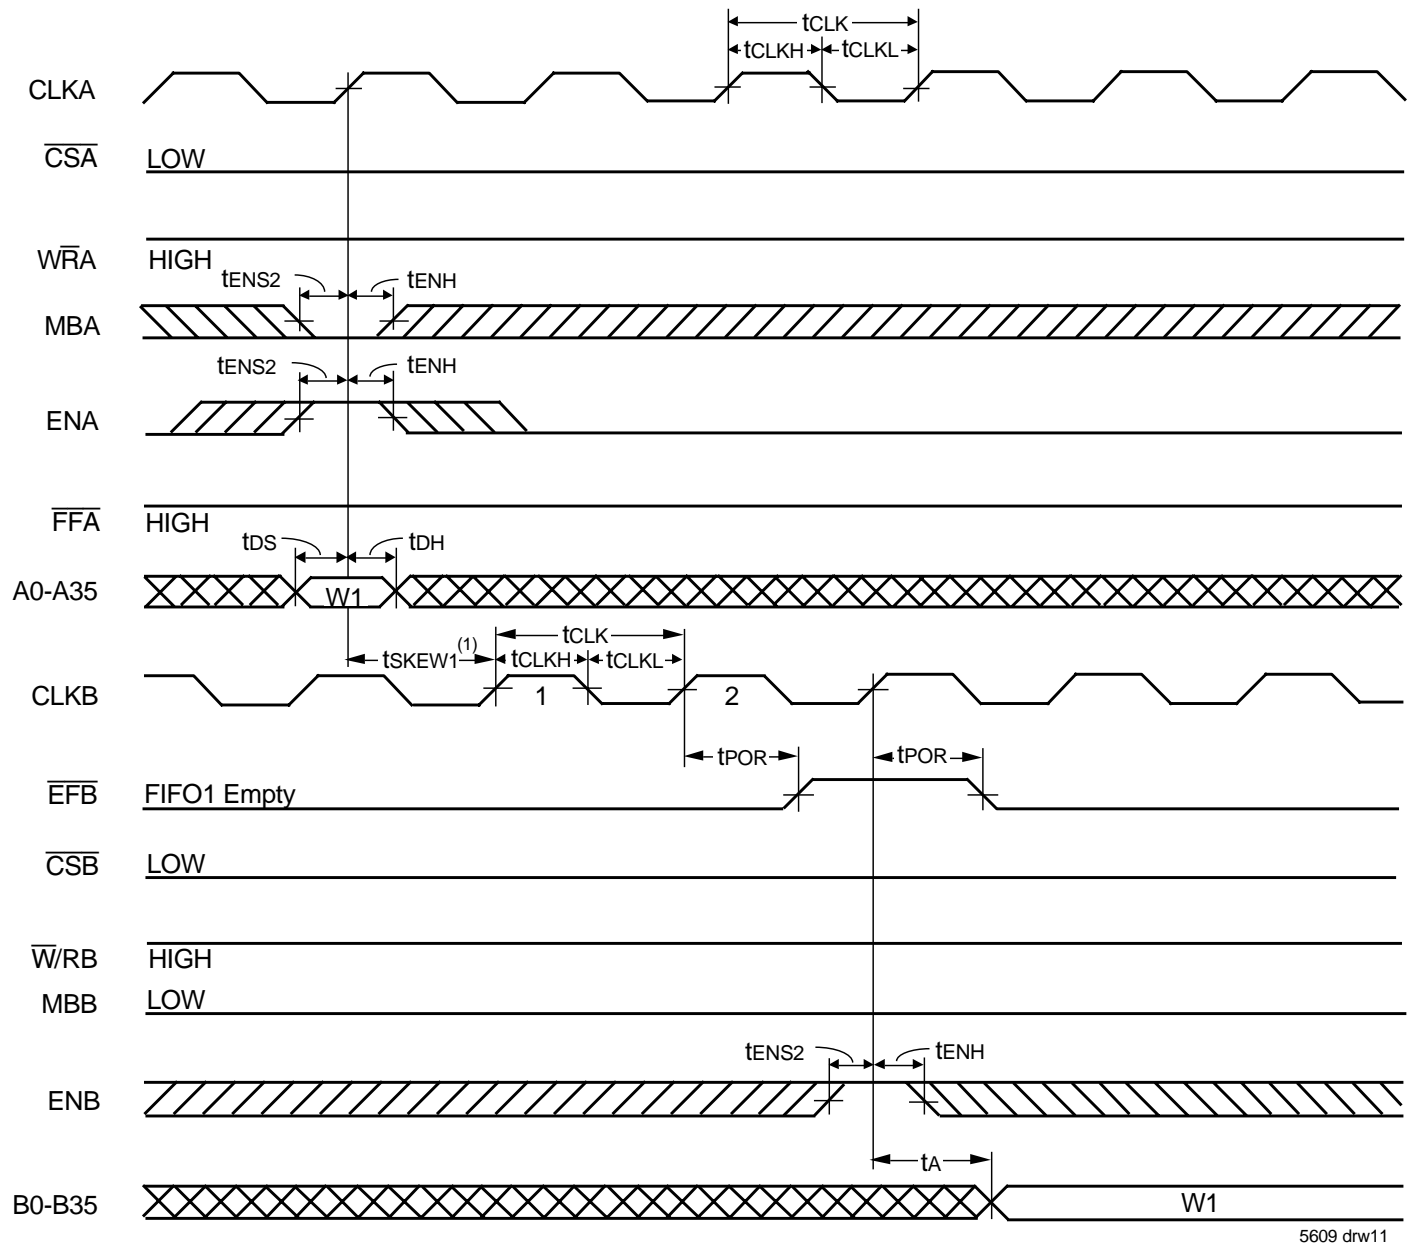 tCLK
tCLKH tCLKL
CLKA
CSA LOW
WRA HIGH
tENS2 tENH
MBA
tENS2 tENH
ENA
FFA HIGH
tDS tDH
A0-A35 W1
tCLK
tSKEW1(1) tCLKH tCLKL
CLKB 1 2
tPOR tPOR
EFB FIFO1 Empty
CSB LOW
W/RB HIGH
MBB LOW
tENS2 tENH
ENB
tA
B0-B35 W1
5609 drw11